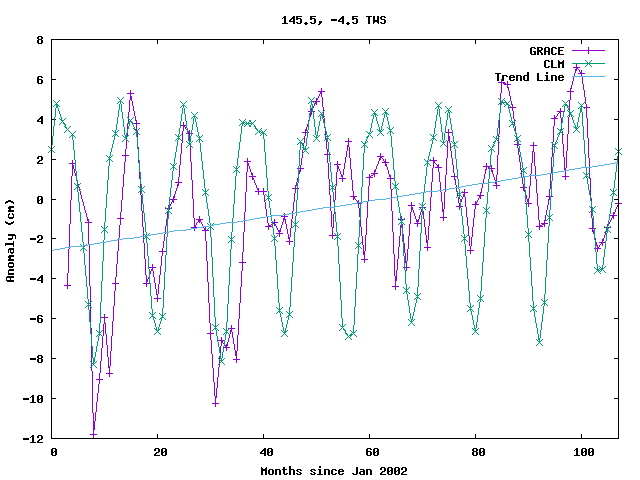 145.5, -4.5 TWS
GRACE
CLM
Trend Line
8
6
4
2
0
-2
-4
-6
-8
-10
-12
Anomaly (cm)
0 20 40 60 80 100
Months since Jan 2002